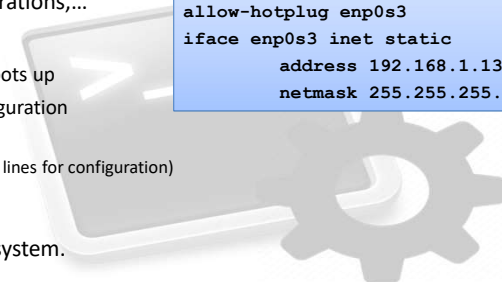 rations,...
allow-hotplug enp0s3
iface enp0s3 inet static
address 192.168.1.13
netmask 255.255.255.
ots up
guration
lines for configuration)
system.